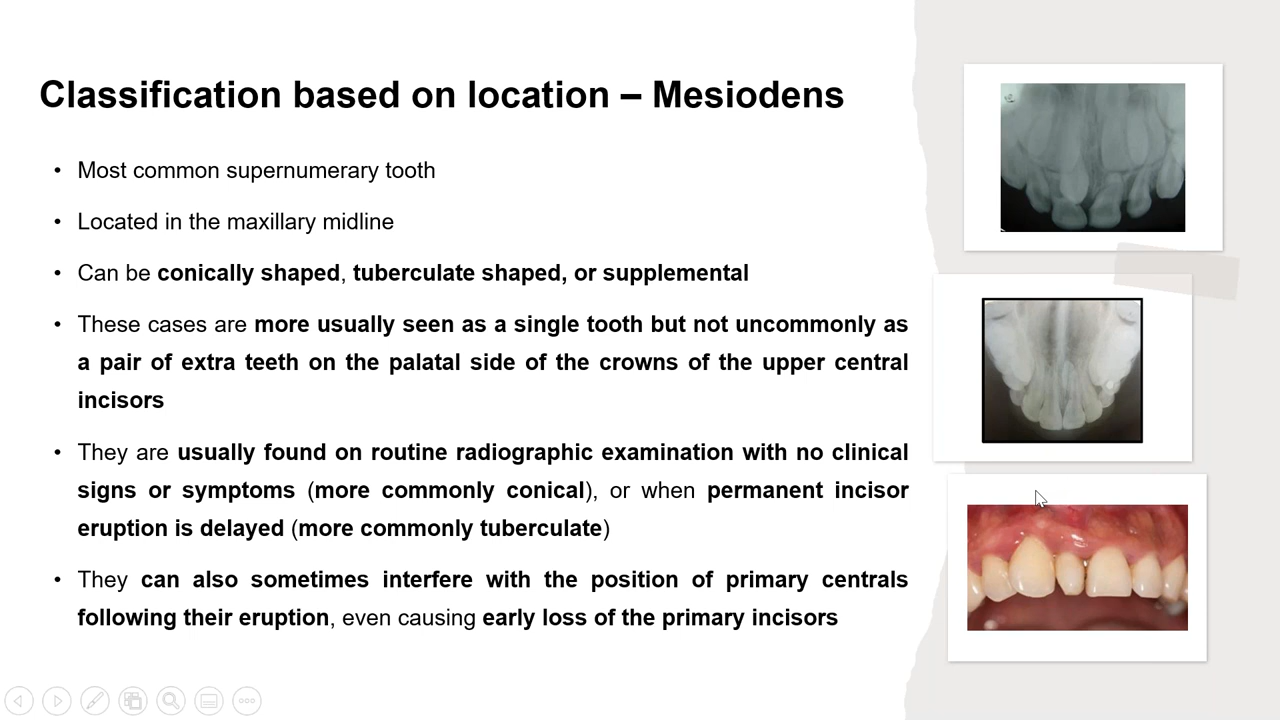 Classification based on location – Mesiodens
• Most common supernumerary tooth
• Located in the maxillary midline
• Can be conically shaped, tuberculate shaped, or supplemental
• These cases are more usually seen as a single tooth but not uncommonly as
a pair of extra teeth on the palatal side of the crowns of the upper central
incisors
• They are usually found on routine radiographic examination with no clinical
signs or symptoms (more commonly conical), or when permanent incisor
eruption is delayed (more commonly tuberculate)
• They can also sometimes interfere with the position of primary centrals
following their eruption, even causing early loss of the primary incisors